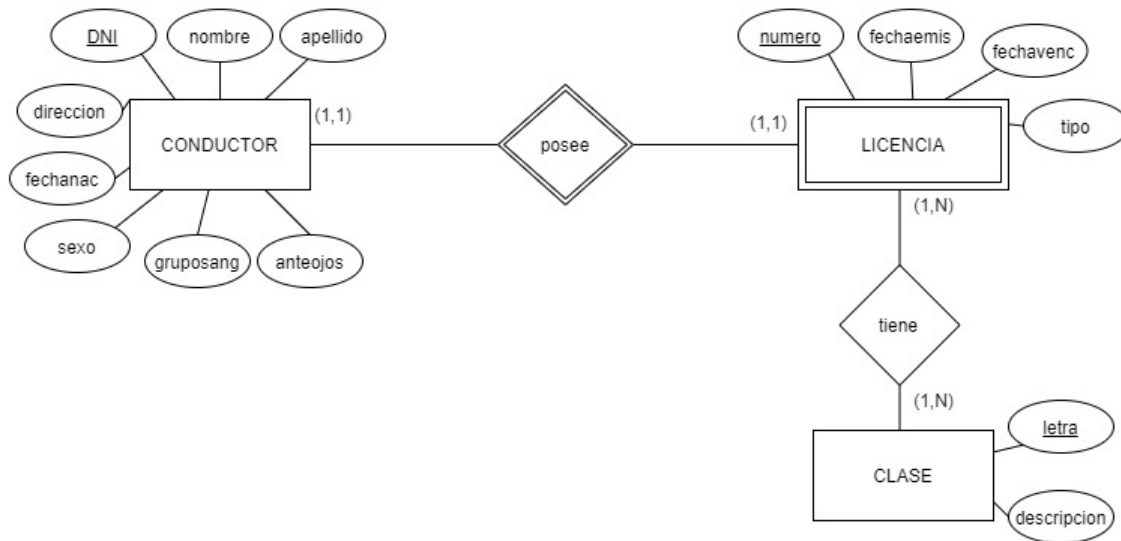 DNI
nombre
apellido
numero
fechaemis
fechavenc
direccion
(1,1)
(1,1)
tipo
CONDUCTOR
posee
LICENCIA
fechanac
(1,N)
sexo
gruposang
anteojos
tiene
(1,N)
letra
CLASE
descripcion